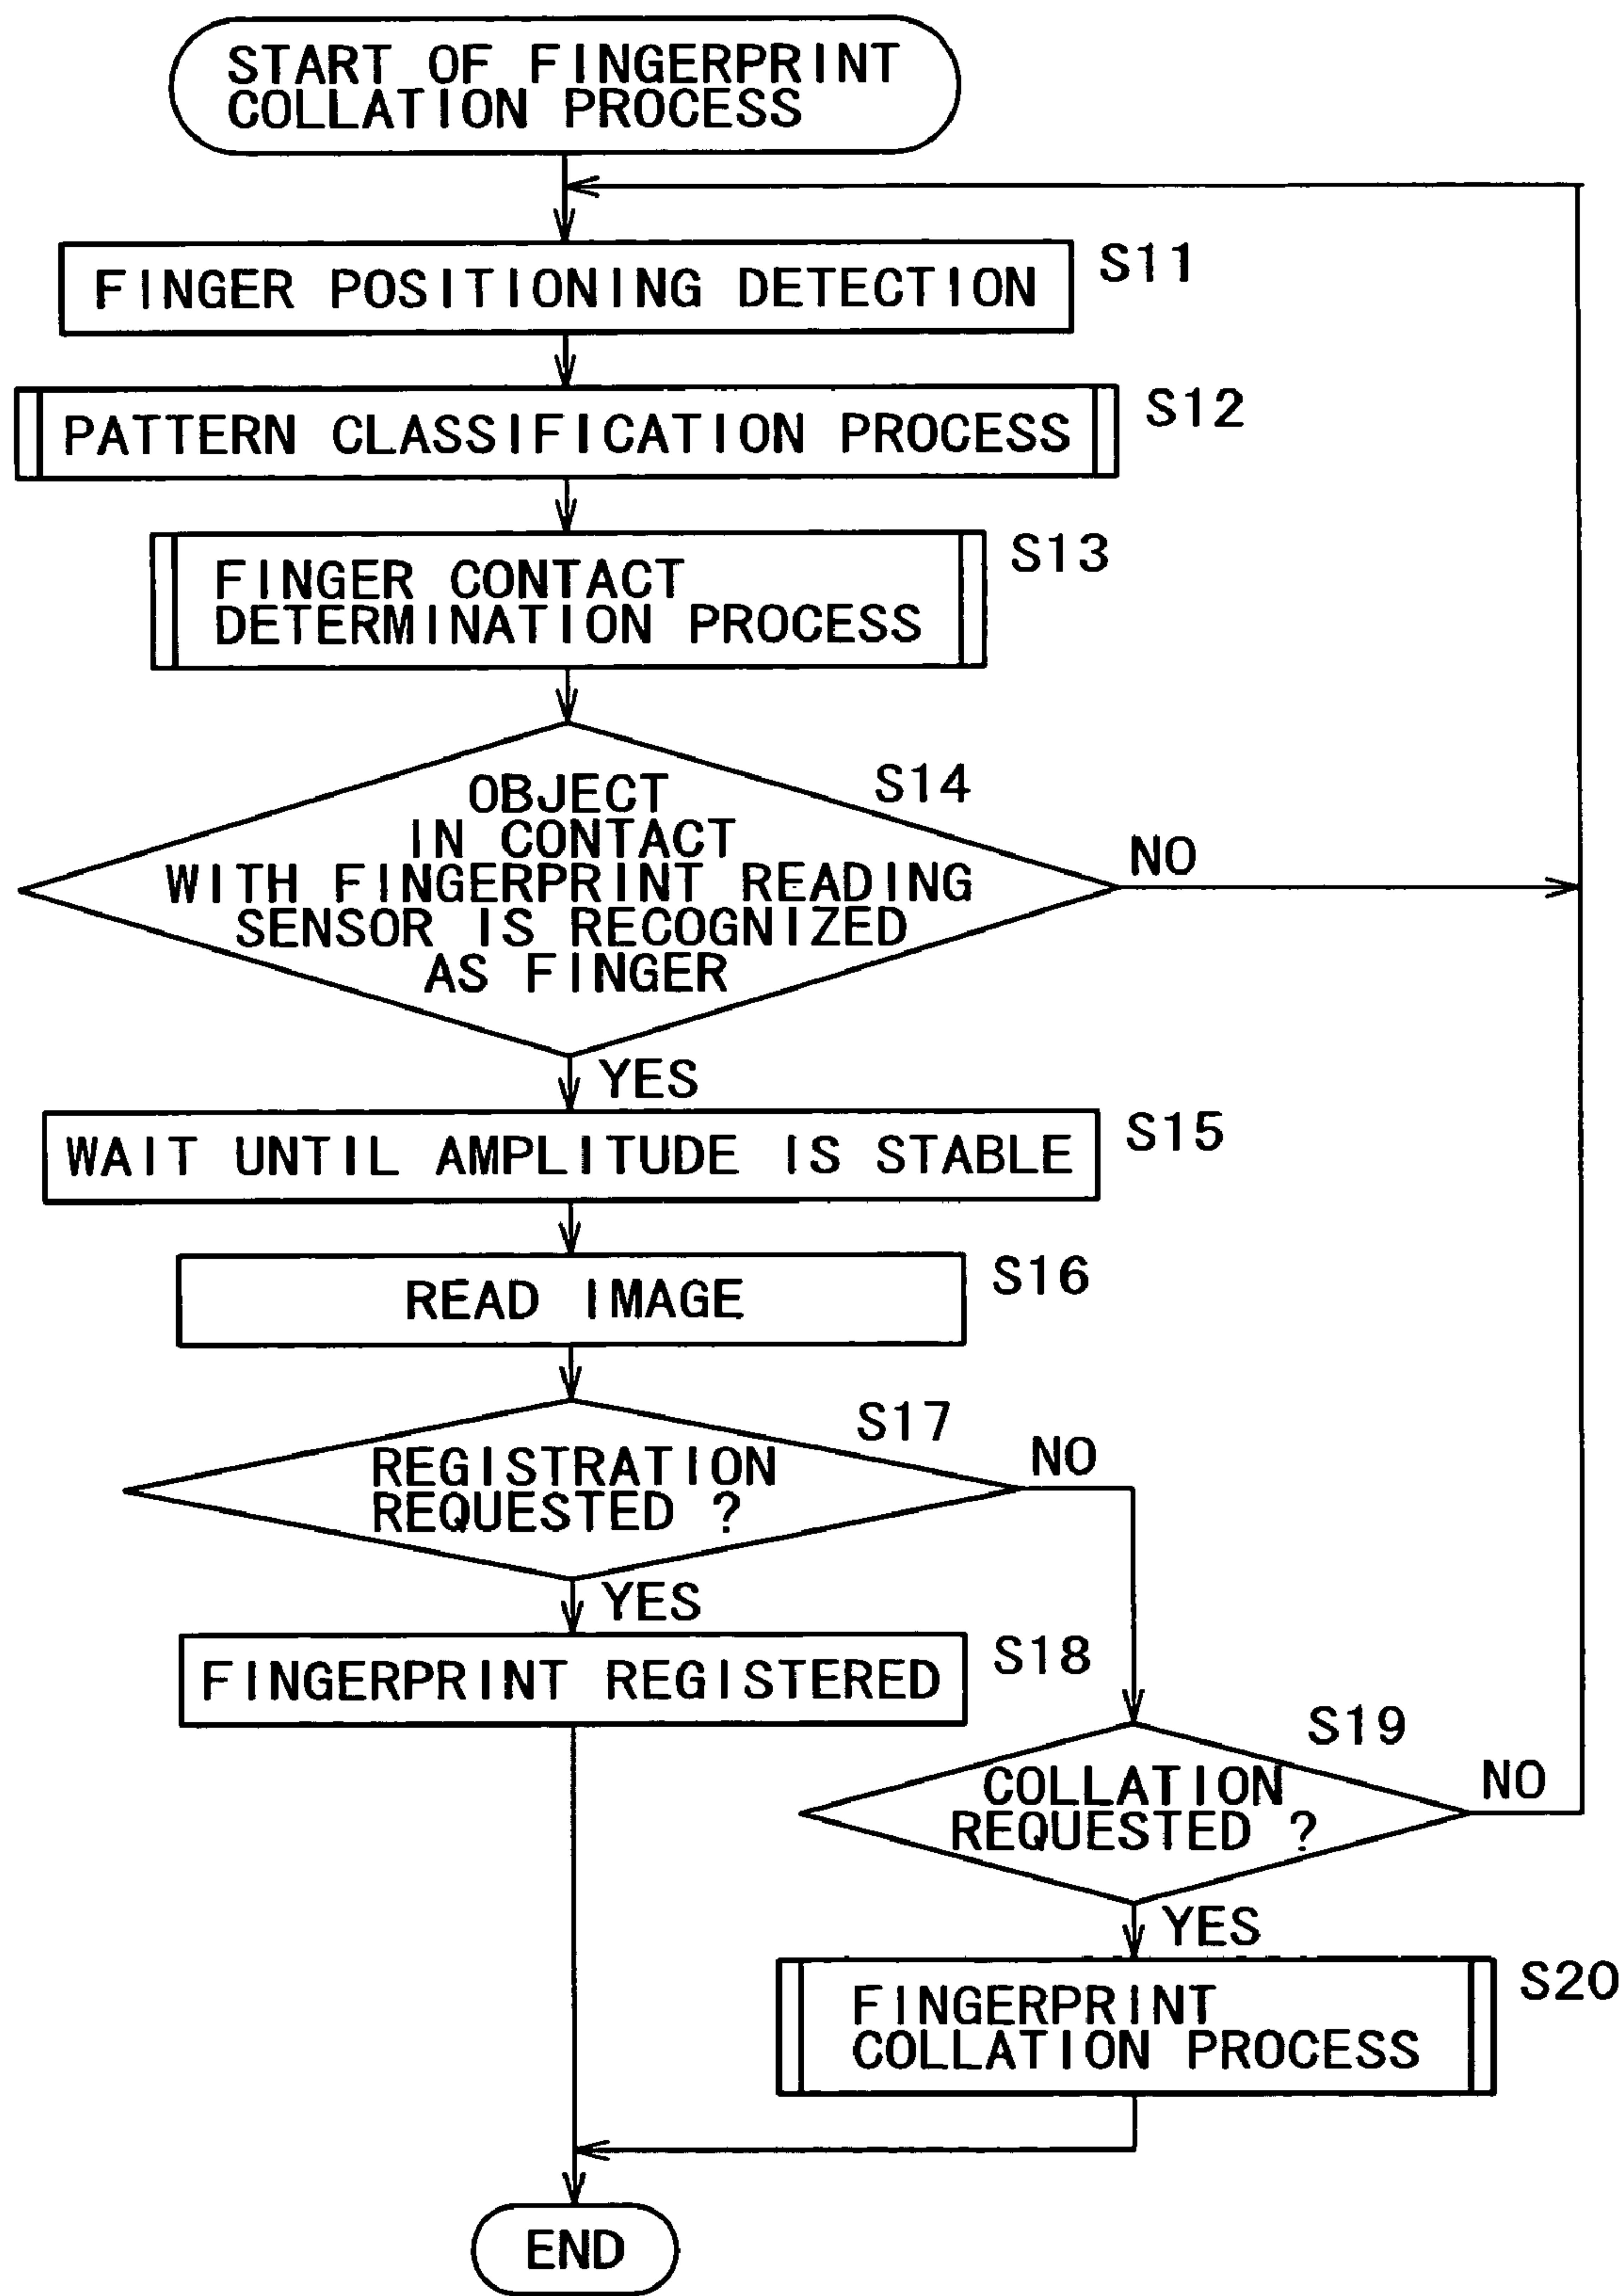 START OF FINGERPRINT
COLLATION PROCESS
FINGER POSITIONING DETECTION
S11
PATTERN CLASSIFICATION PROCESS
S12
FINGER CONTACT
DETERMINATION PROCESS
S13
S14
OBJECT
IN CONTACT
WITH FINGERPRINT READING
SENSOR IS RECOGNIZED
AS FINGER
NO
YES
WAIT UNTIL AMPLITUDE IS STABLE
S15
READ IMAGE
S16
S17
REGISTRATION
REQUESTED ?
NO
YES
FINGERPRINT REGISTERED
S18
S19
COLLATION
REQUESTED ?
NO
YES
FINGERPRINT
COLLATION PROCESS
S20
END